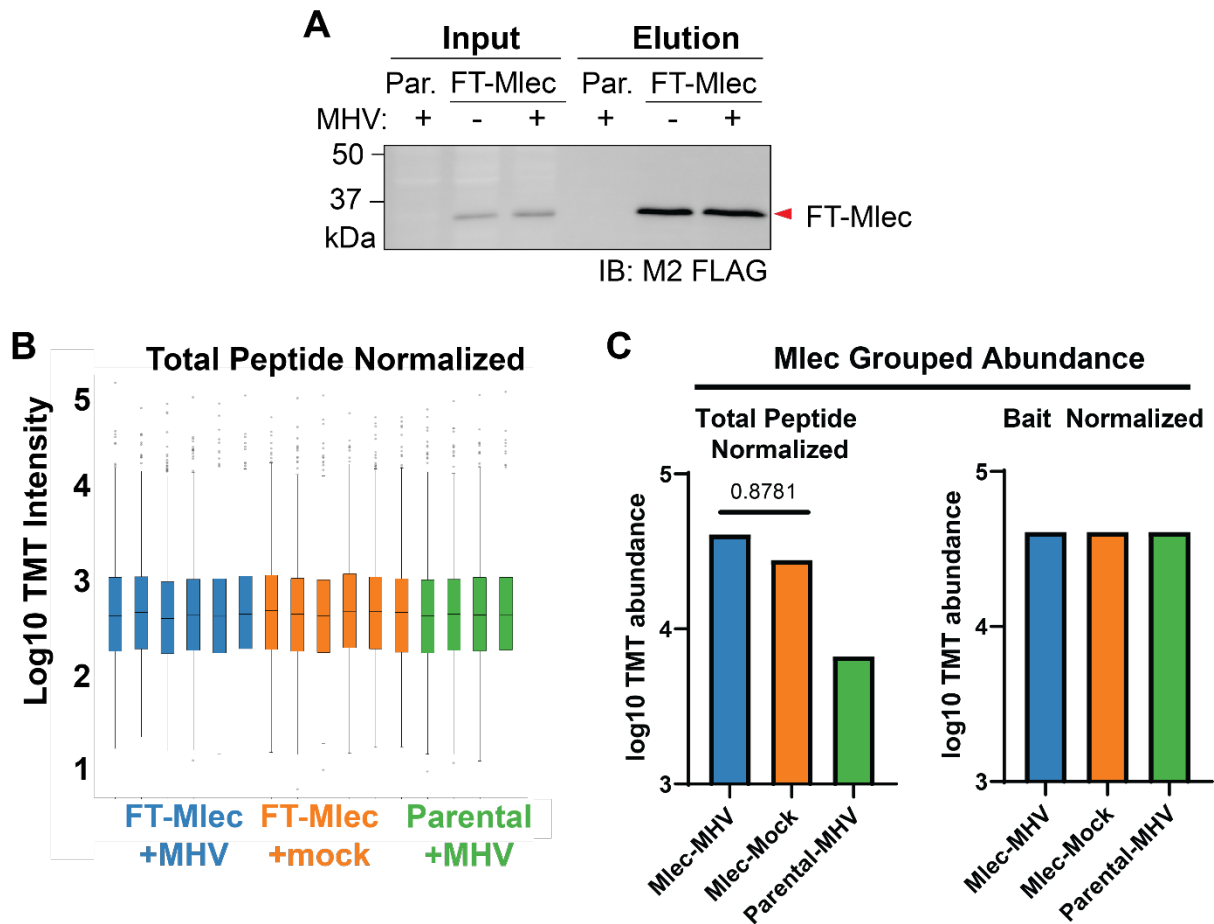 A
Input Elution
Par. FT-Mlec Par. FT-Mlec
MHV: + - + + - +
50
37
kDa
FT-Mlec
IB: M2 FLAG
B
Total Peptide Normalized
Log10 TMT Intensity
5
4
3
2
1
FT-Mlec FT-Mlec Parental
+MHV +mock +MHV
C
Mlec Grouped Abundance
Total Peptide
Normalized
log10 TMT abundance
5
4
3
0.8781
Mlec-MHV
Mlec-Mock
Parental-MHV
Bait Normalized
log10 TMT abundance
5
4
3
Mlec-MHV
Mlec-Mock
Parental-MHV